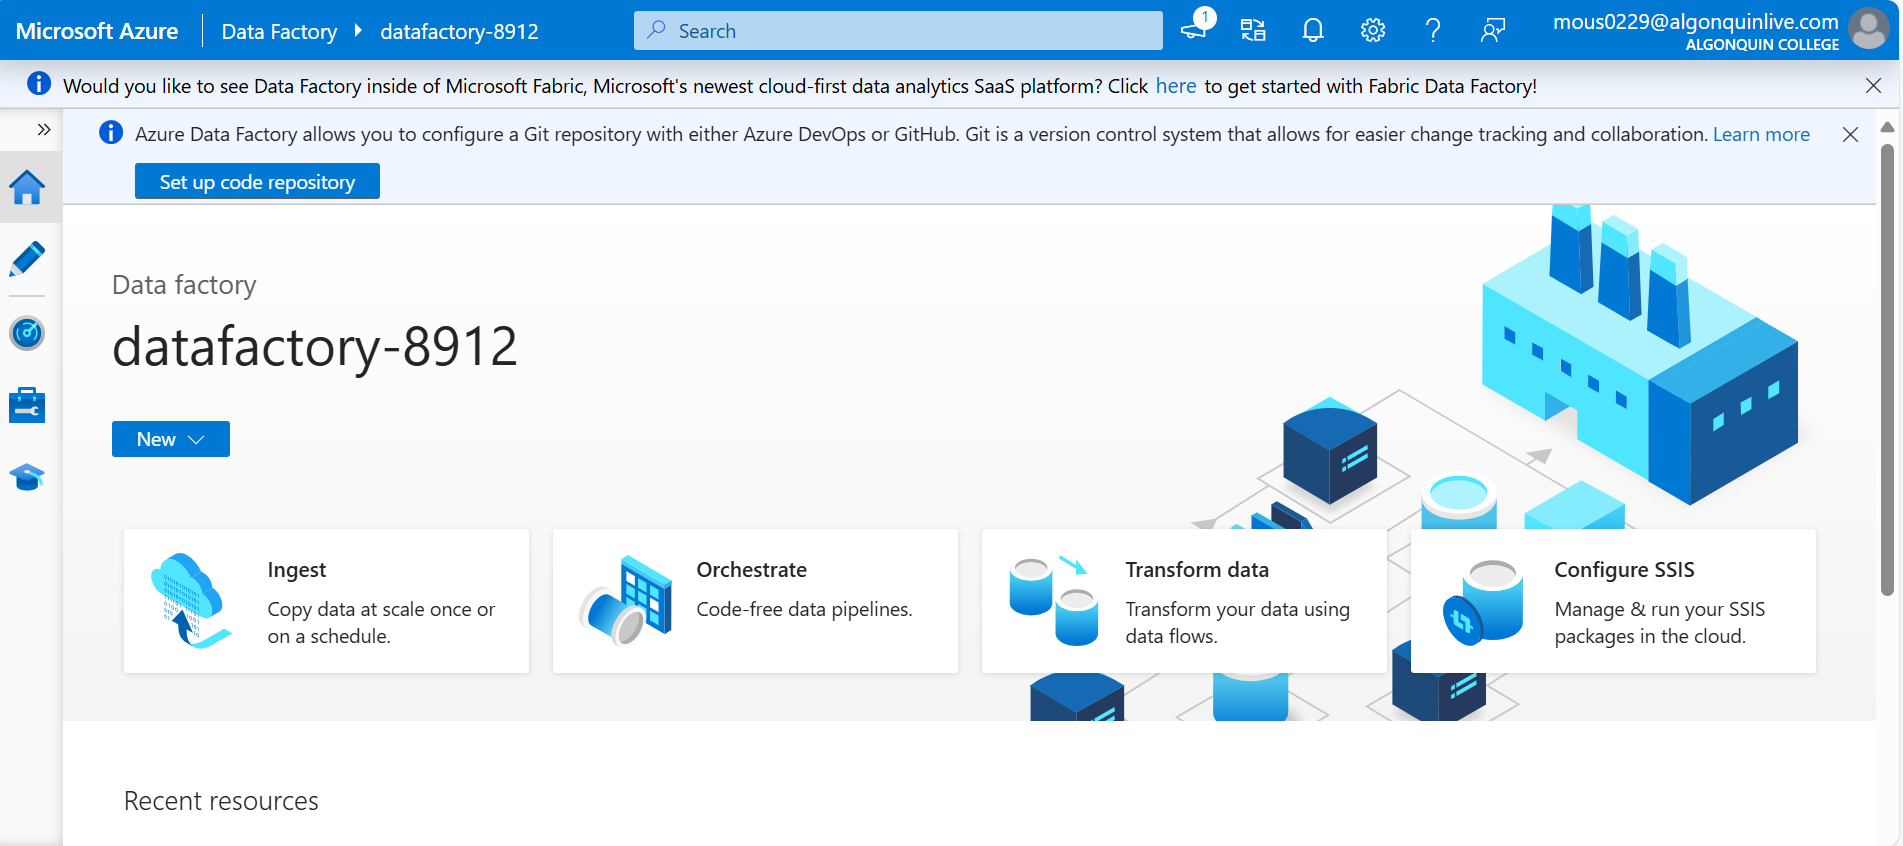 Microsoft Azure
Data Factory
datafactory-8912
Search
1
mous0229@algonquinlive.com
ALGONQUIN COLLEGE
Would you like to see Data Factory inside of Microsoft Fabric, Microsoft's newest cloud-first data analytics SaaS platform? Click here to get started with Fabric Data Factory!
Azure Data Factory allows you to configure a Git repository with either Azure DevOps or GitHub. Git is a version control system that allows for easier change tracking and collaboration. Learn more
Set up code repository
Data factory
datafactory-8912
New
Ingest
Copy data at scale once or
on a schedule.
Orchestrate
Code-free data pipelines.
Transform data
Transform your data using
data flows.
Configure SSIS
Manage & run your SSIS
packages in the cloud.
Recent resources